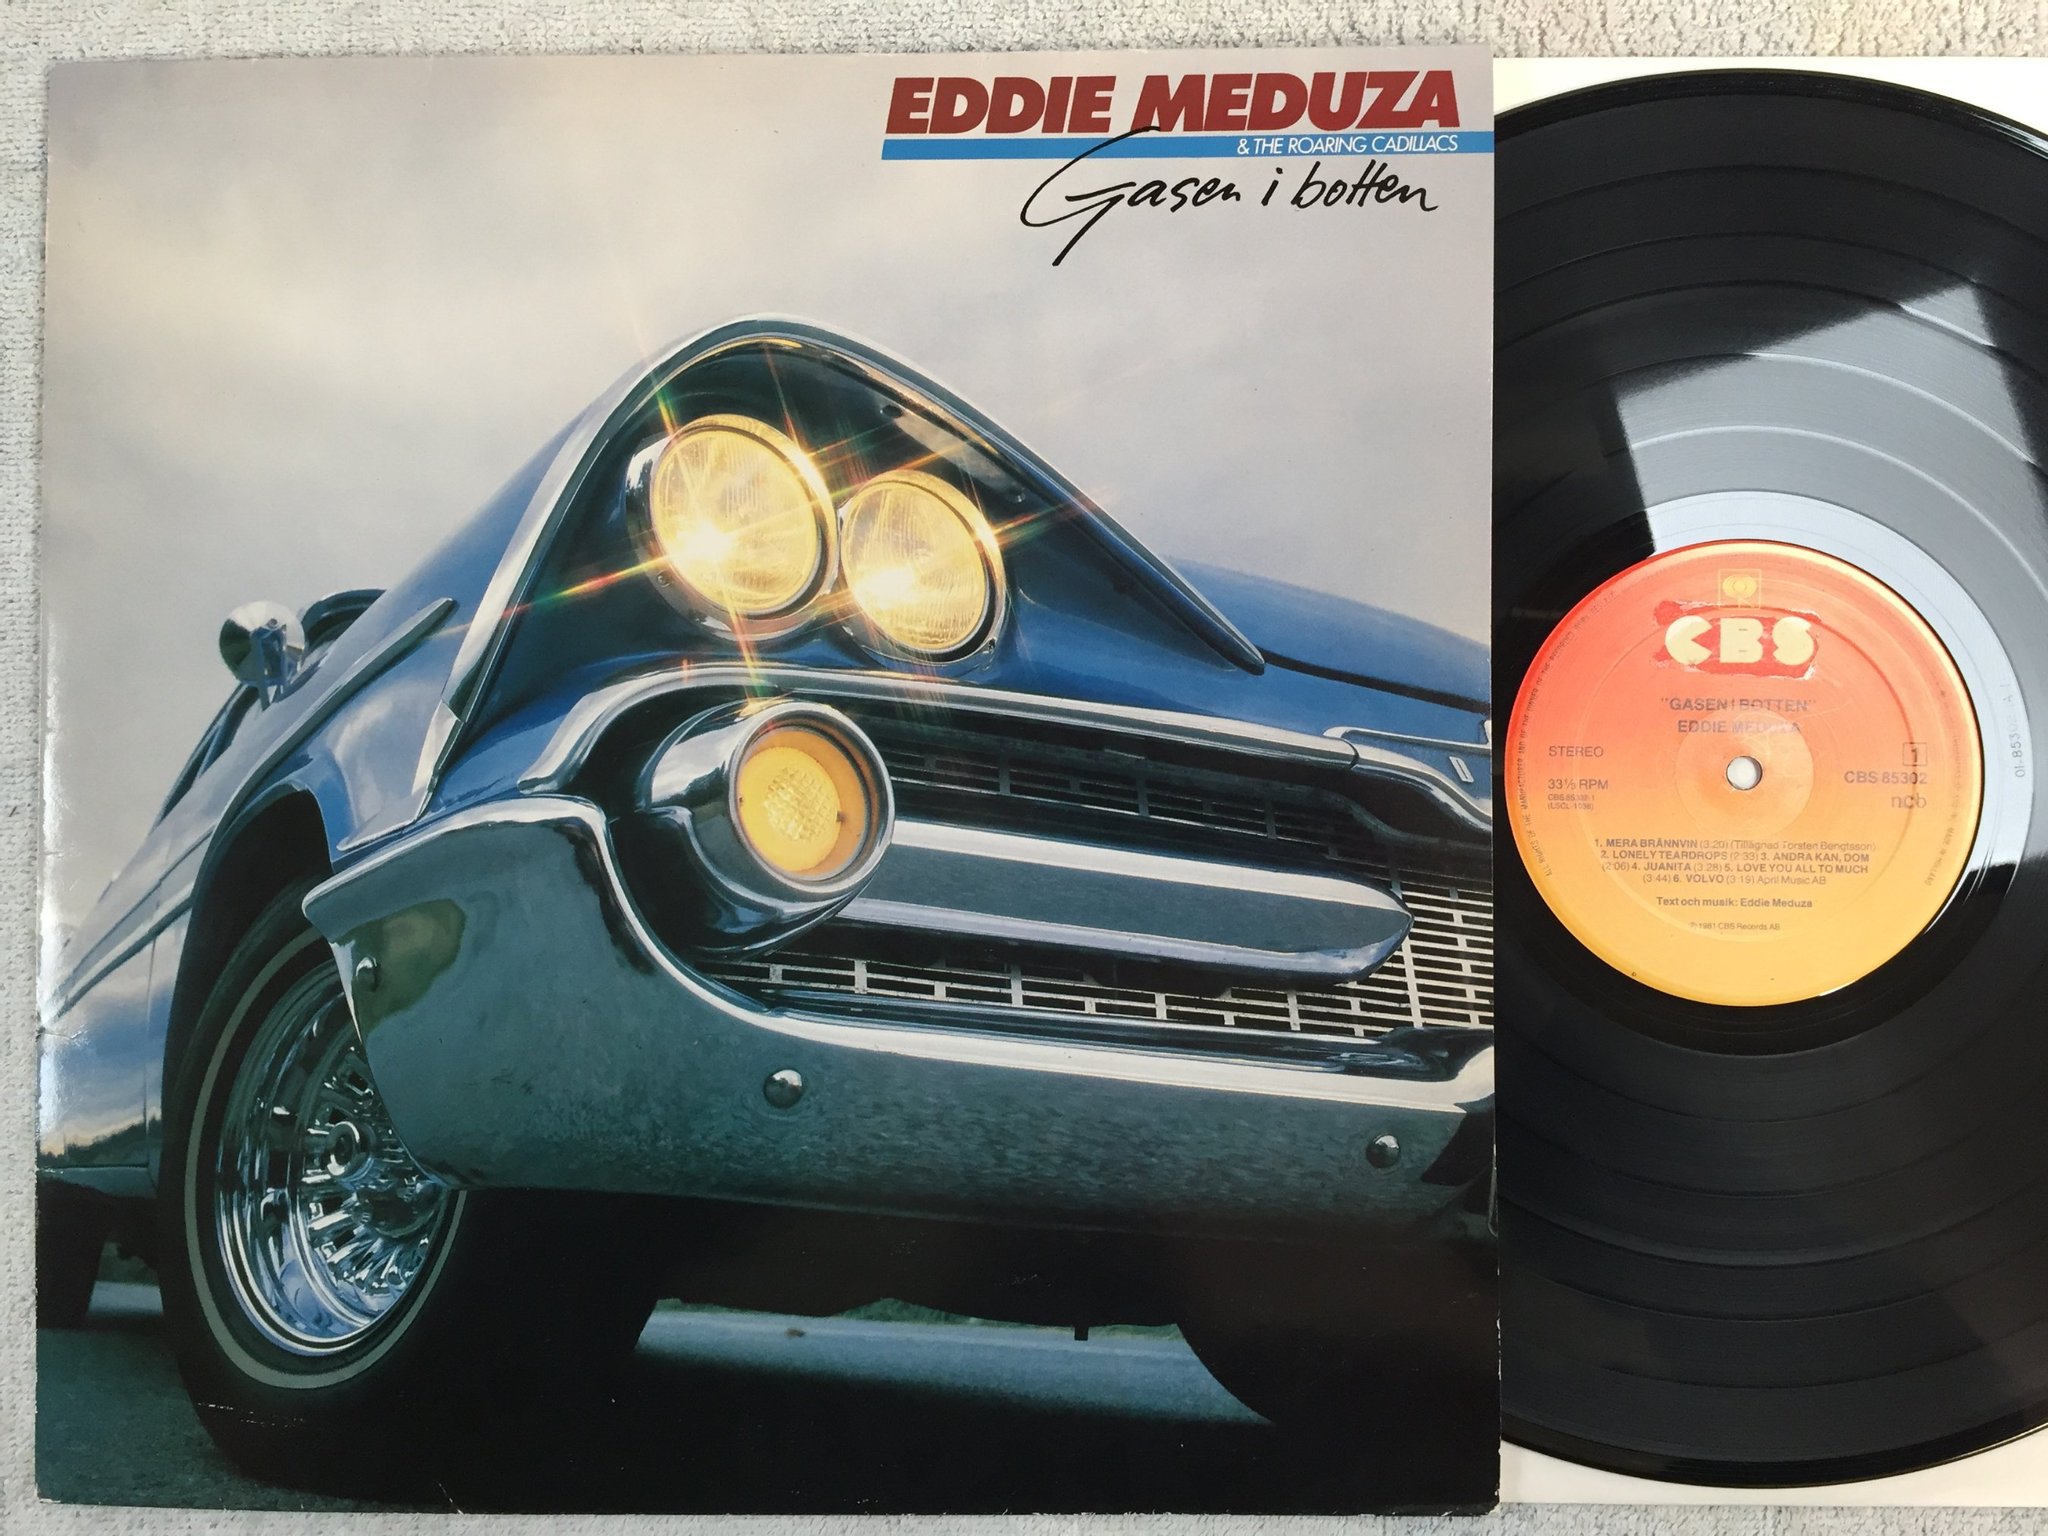 EDDIE MEDUZA
& THE ROARING CADILLACS
Gasen i botten
CBS
"GASEN I BOTTEN"
EDDIE MEDUZA
STEREO
1
33⅓ RPM
CBS 85302
ncb
1. MERA BRÄNNVIN (3:20) (Tillägnad Torsten Bengtsson)
2. LONELY TEARDROPS (2:33) 3. ANDRA KAN, DOM
(2:06) 4. JUANITA (3:28) 5. LOVE YOU ALL TO MUCH
(3:44) 6. VOLVO (3:19) April Music AB
Text och musik: Eddie Meduza
℗ 1981 CBS Records AB